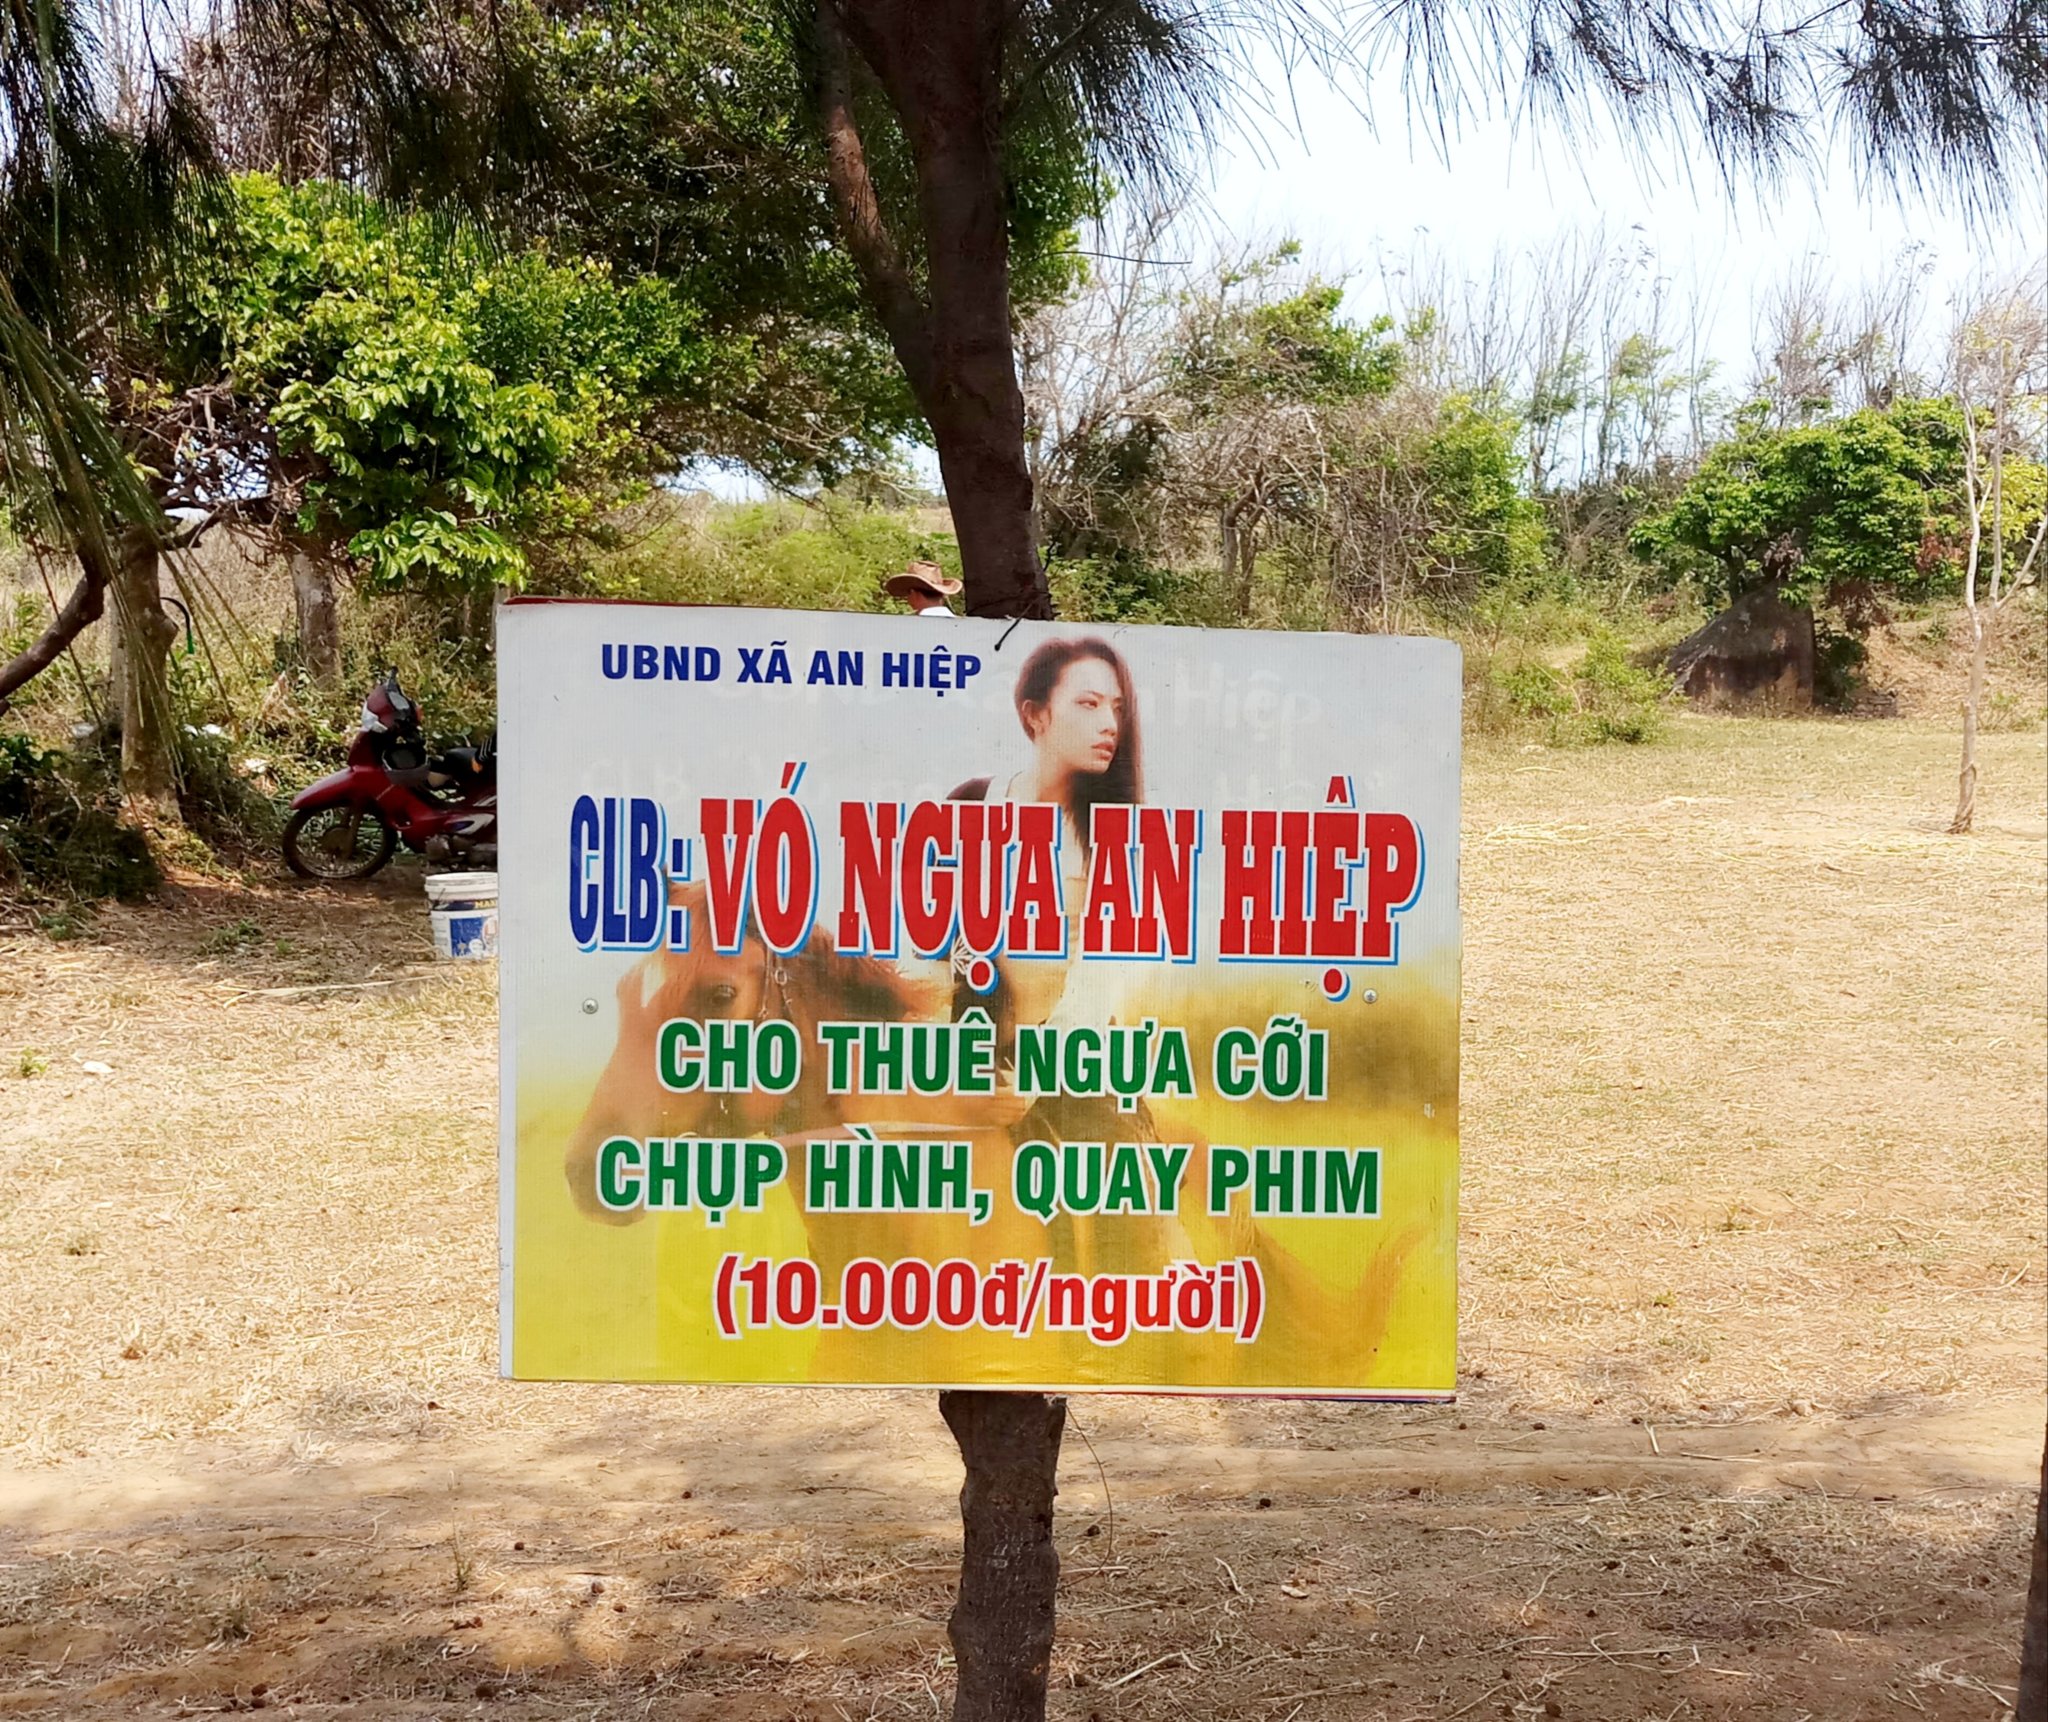 UBND XÃ AN HIỆP
CLB: VÓ NGỰA AN HIỆP
CHO THUÊ NGỰA CỠI
CHỤP HÌNH, QUAY PHIM
(10.000đ/người)